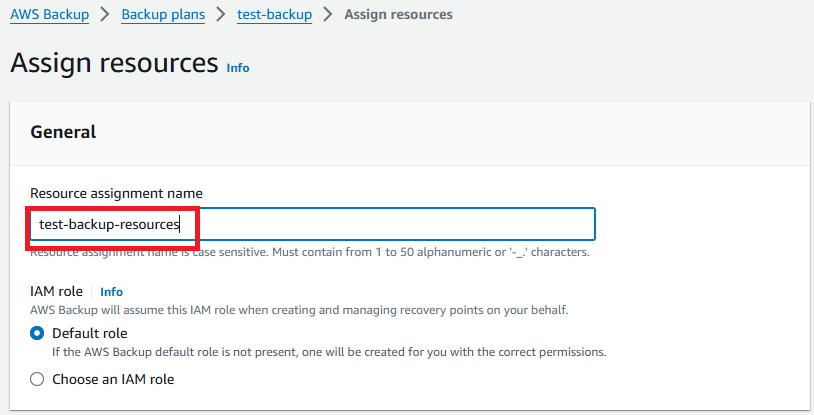 AWS Backup > Backup plans > test-backup > Assign resources
Assign resources Info
General
Resource assignment name
test-backup-resources
Resource assignment name is case sensitive. Must contain from 1 to 50 alphanumeric or '-_.' characters.
IAM role Info
AWS Backup will assume this IAM role when creating and managing recovery points on your behalf.
Default role
If the AWS Backup default role is not present, one will be created for you with the correct permissions.
Choose an IAM role